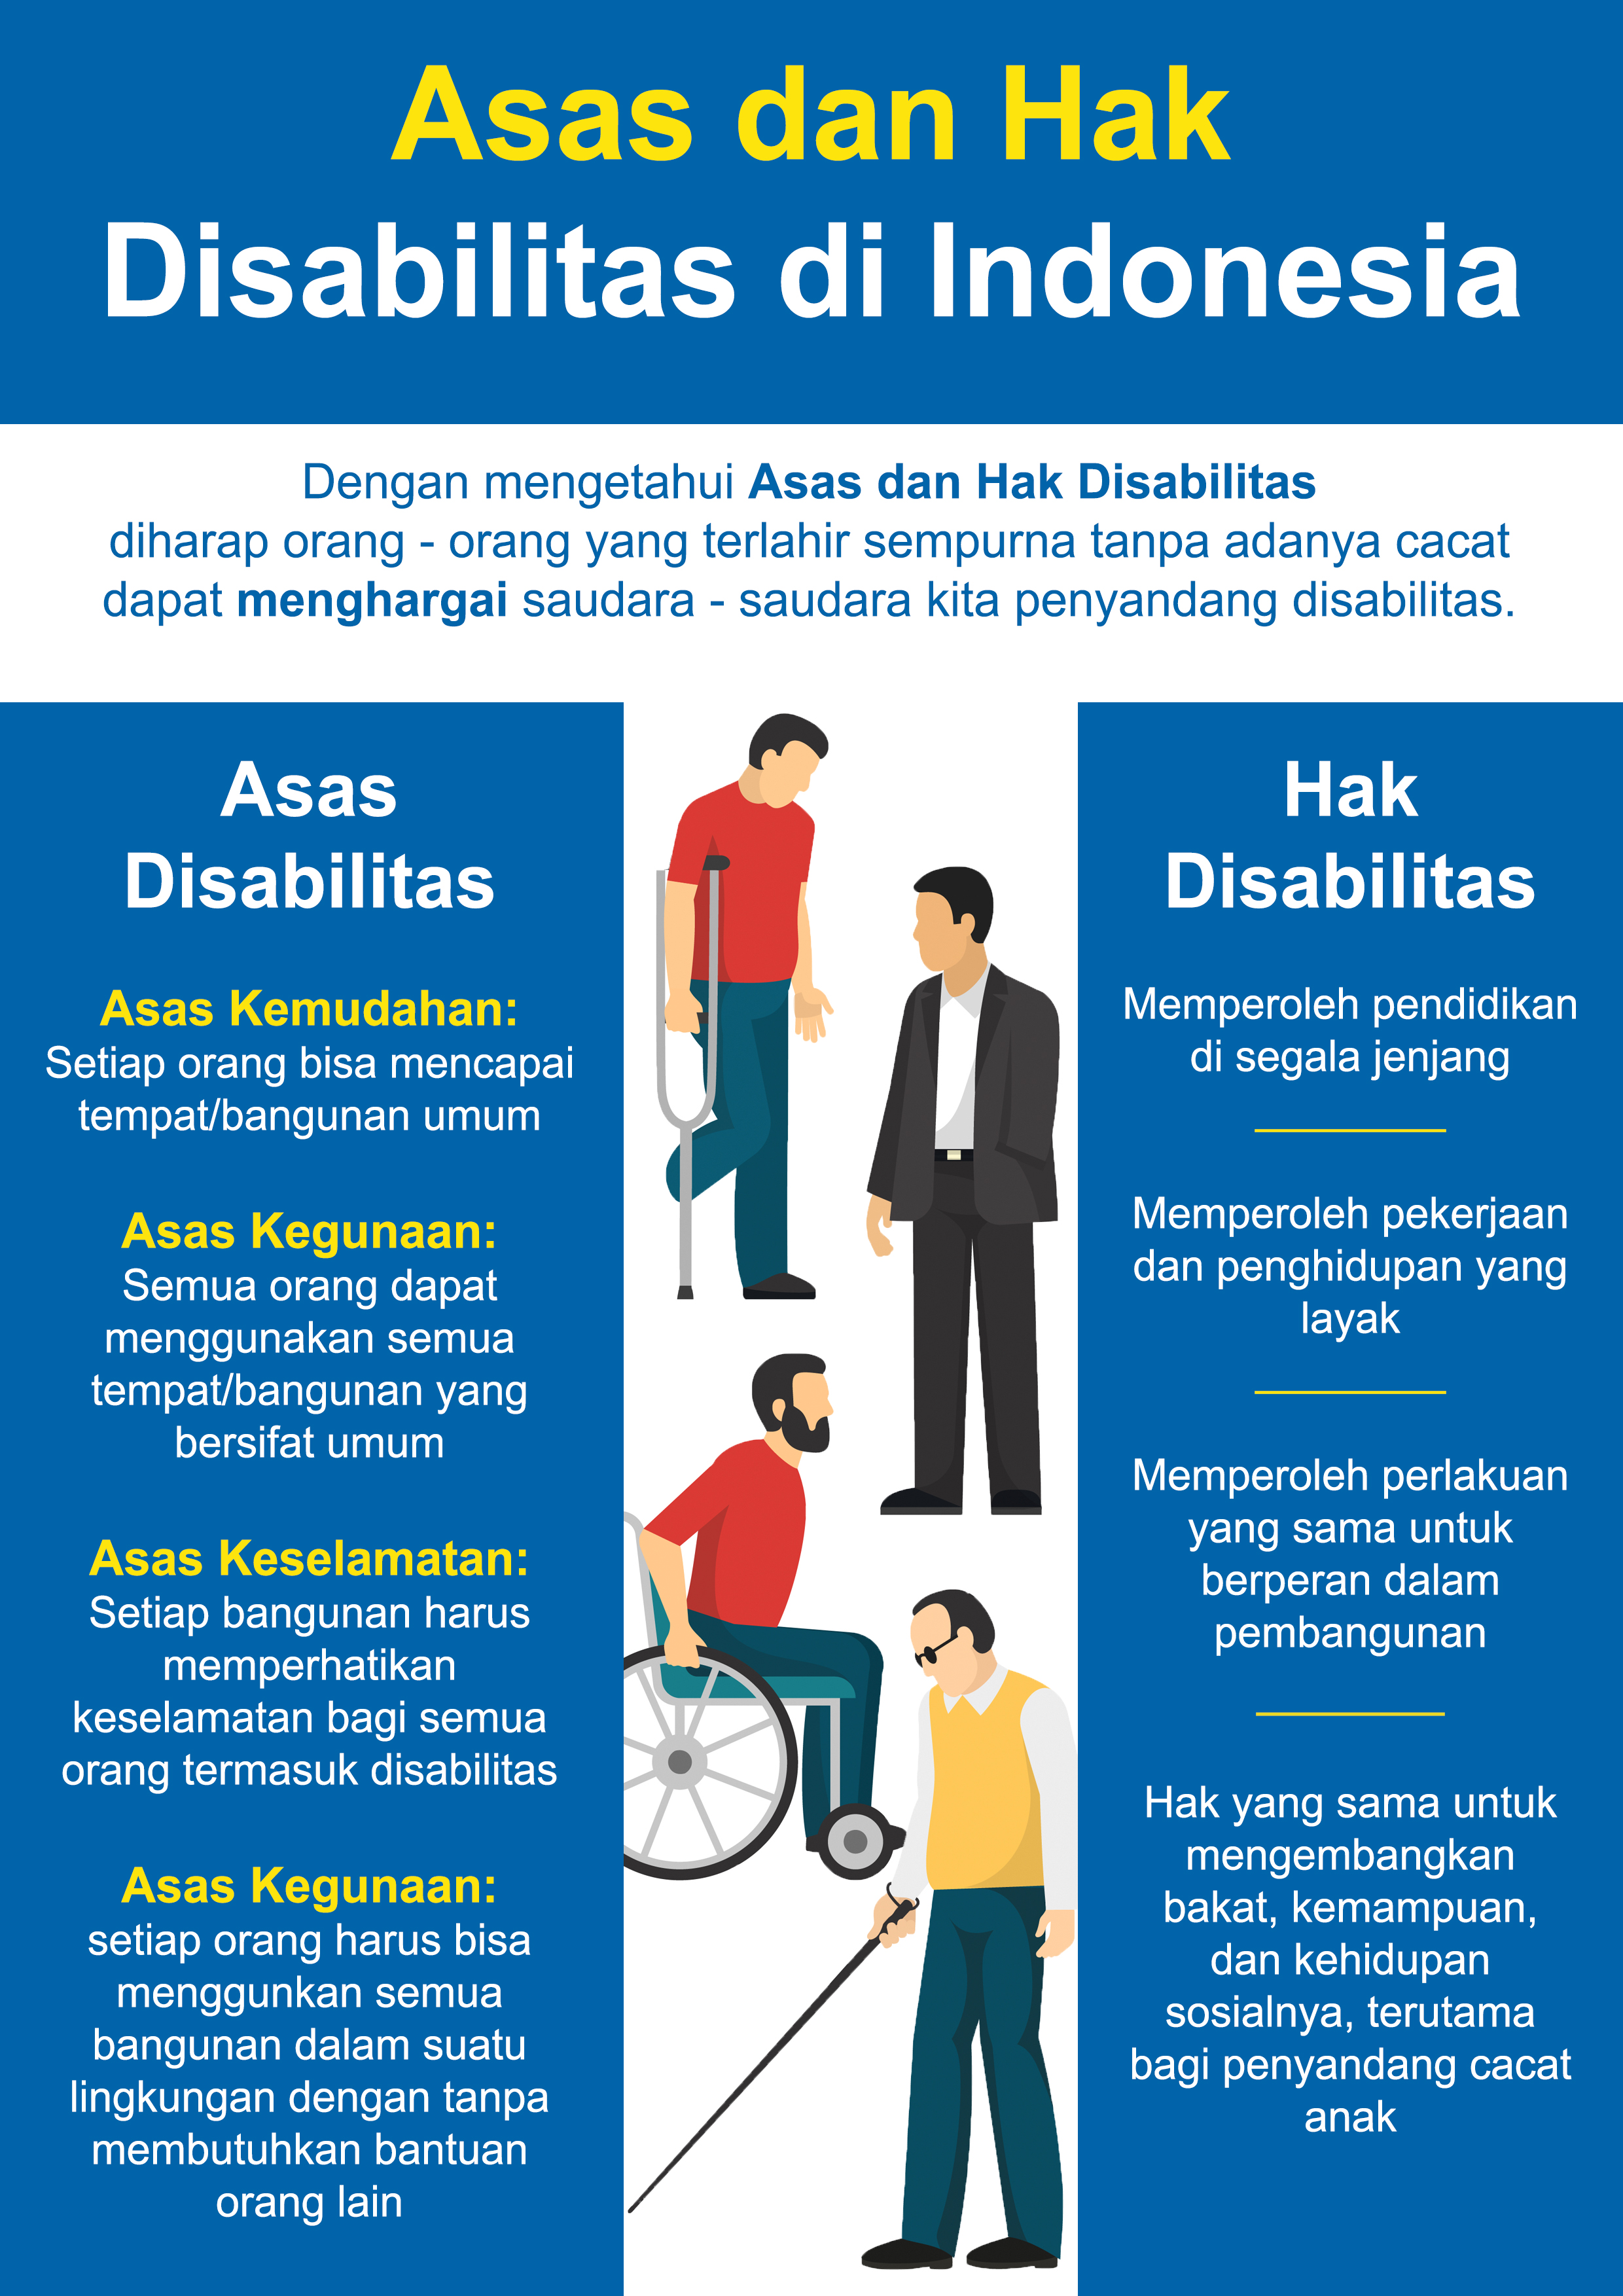 Asas dan Hak
Disabilitas di Indonesia
Dengan mengetahui Asas dan Hak Disabilitas
diharap orang - orang yang terlahir sempurna tanpa adanya cacat
dapat menghargai saudara - saudara kita penyandang disabilitas.
Asas
Disabilitas
Asas Kemudahan:
Setiap orang bisa mencapai
tempat/bangunan umum
Asas Kegunaan:
Semua orang dapat
menggunakan semua
tempat/bangunan yang
bersifat umum
Asas Keselamatan:
Setiap bangunan harus
memperhatikan
keselamatan bagi semua
orang termasuk disabilitas
Asas Kegunaan:
setiap orang harus bisa
menggunkan semua
bangunan dalam suatu
lingkungan dengan tanpa
membutuhkan bantuan
orang lain
Hak
Disabilitas
Memperoleh pendidikan
di segala jenjang
Memperoleh pekerjaan
dan penghidupan yang
layak
Memperoleh perlakuan
yang sama untuk
berperan dalam
pembangunan
Hak yang sama untuk
mengembangkan
bakat, kemampuan,
dan kehidupan
sosialnya, terutama
bagi penyandang cacat
anak